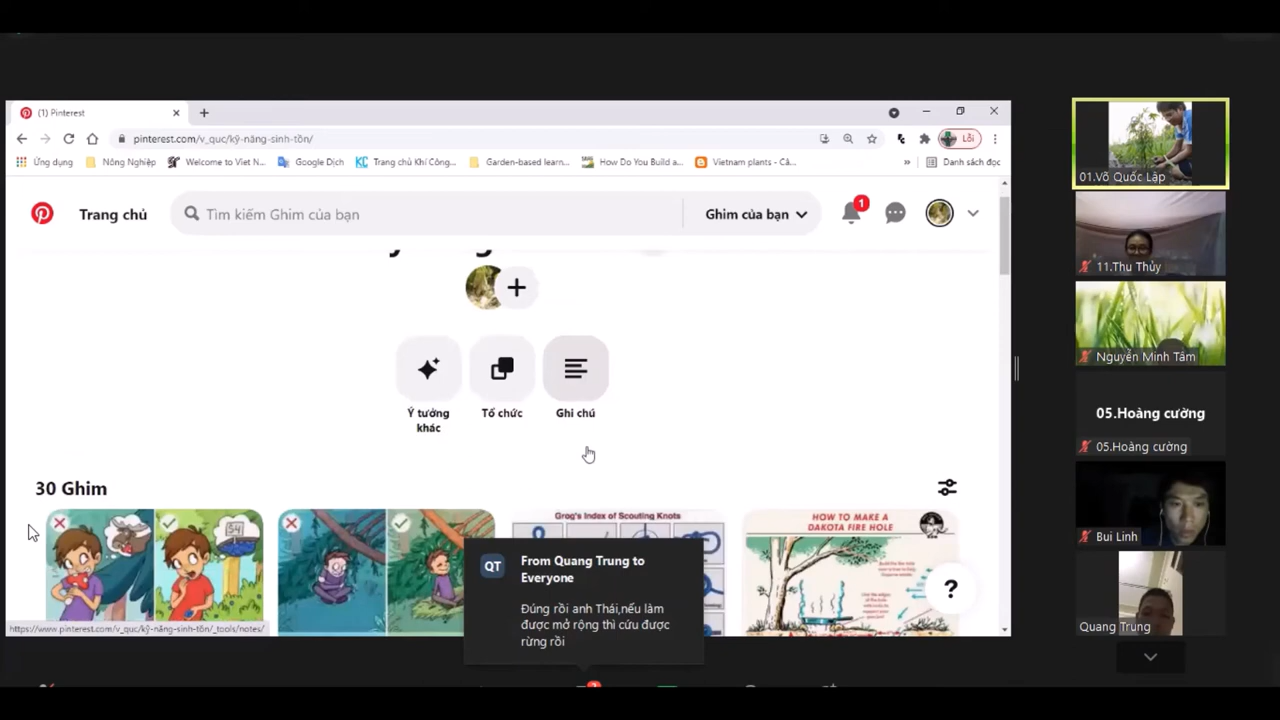 (1) Pinterest
pinterest.com/v_quc/kỹ-năng-sinh-tồn/
Lỗi
Ứng dụng
Nông Nghiệp
Welcome to Viet N...
Google Dịch
Trang chủ Khí Công...
Garden-based learn...
How Do You Build a...
Vietnam plants - Câ...
»
Danh sách đọc
Trang chủ
Tìm kiếm Ghim của bạn
Ghim của bạn
1
Ý tưởng
khác
Tổ chức
Ghi chú
30 Ghim
Grog's Index of Scouting Knots
HOW TO MAKE A
DAKOTA FIRE HOLE
?
QT
From Quang Trung to
Everyone
Đúng rồi anh Thái,nếu làm
được mở rộng thì cứu được
rừng rồi
https://www.pinterest.com/v_quc/kỹ-năng-sinh-tồn/_tools/notes/
01.Võ Quốc Lập
11.Thu Thủy
Nguyễn Minh Tâm
05.Hoàng cường
05.Hoàng cường
Bui Linh
Quang Trung